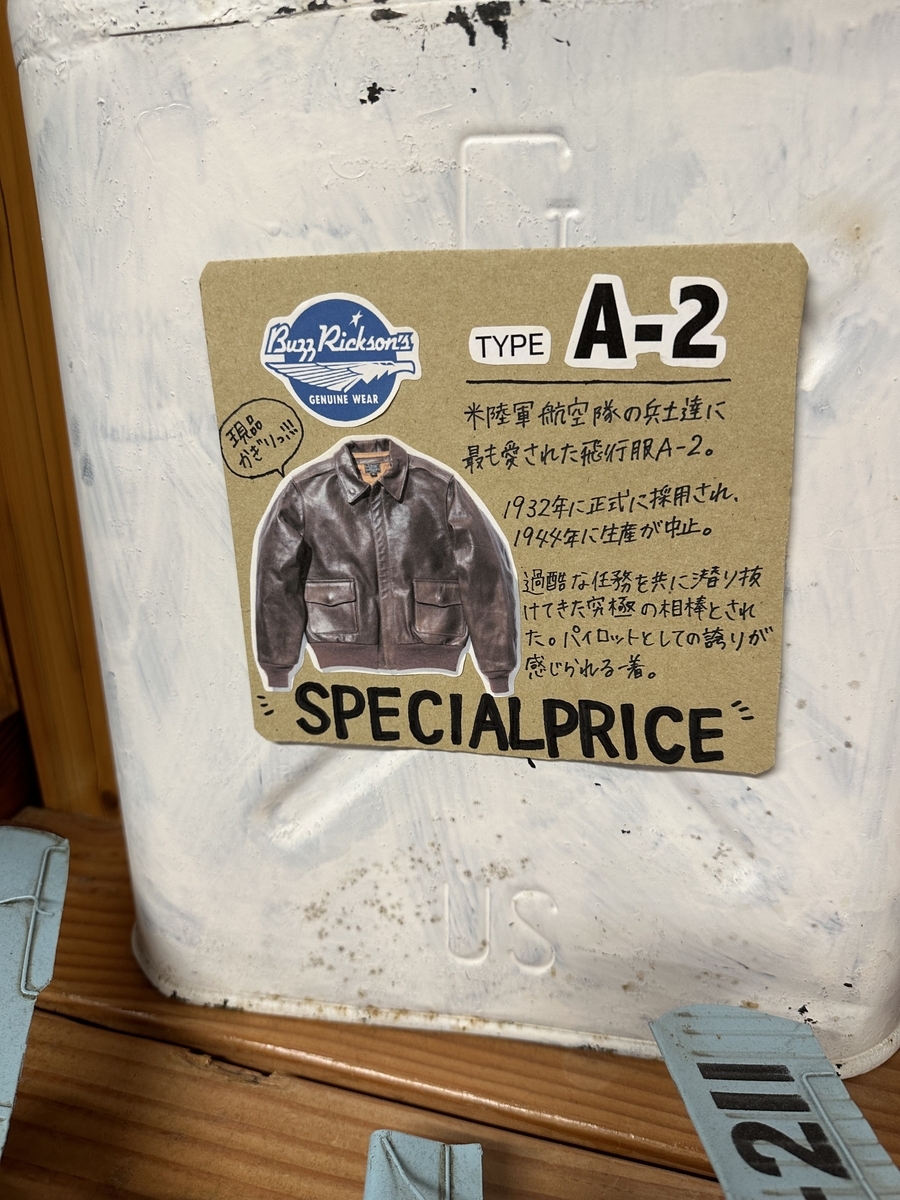 G
Buzz Rickson's
GENUINE WEAR
TYPE A-2
現品
かぎりっ!!!
米陸軍航空隊の兵士達に
最も愛された飛行服A-2。
1932年に正式に採用され、
1944年に生産が中止。
過酷な任務を共に潜り抜
けてきた究極の相棒とされ
た。パイロットとしての誇りが
感じられる一着。
SPECIALPRICE
US
211